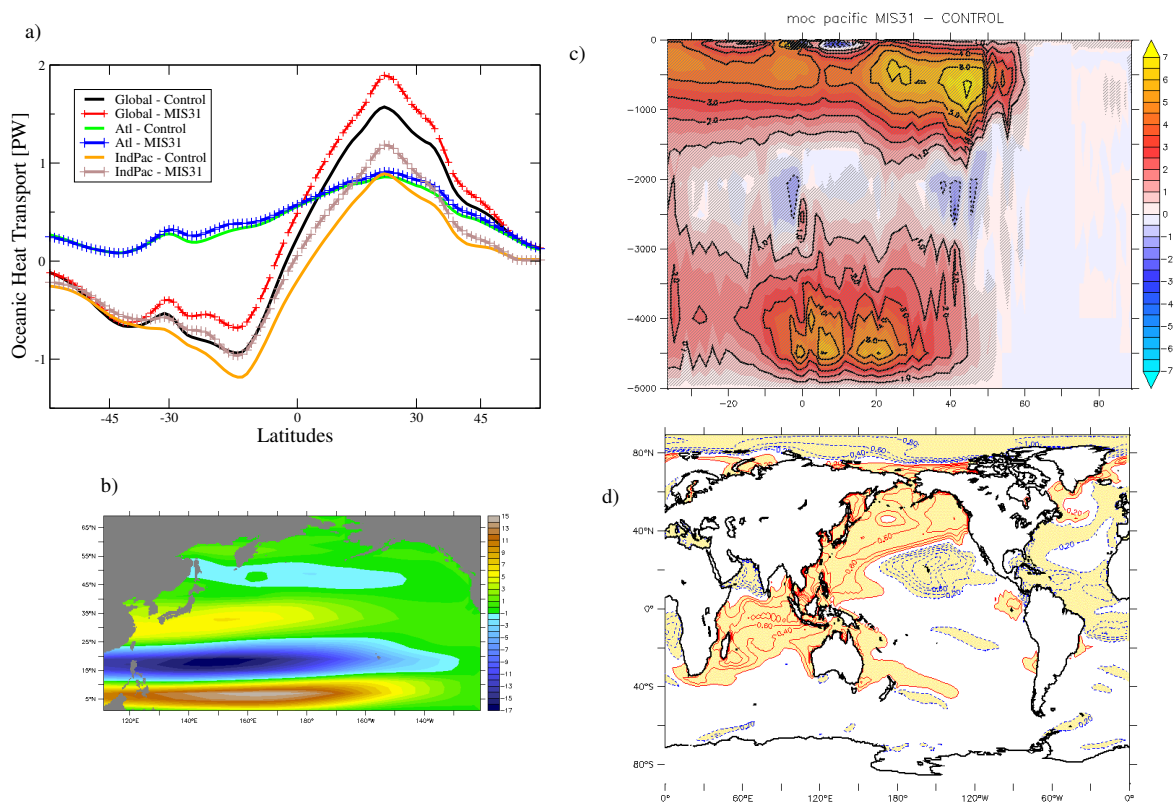 a)
Oceanic Heat Transport [PW]
2
1
0
-1
Global - Control
Global - MIS31
Atl - Control
Atl - MIS31
IndPac - Control
IndPac - MIS31
-45 -30 0 30 45
Latitudes
moc pacific MIS31 – CONTROL
c)
0
−1000
−2000
−3000
−4000
−5000
−20 0 20 40 60 80
7
6
5
4
3
2
1
0
−1
−2
−3
−4
−5
−6
−7
b)
65°N
55°N
45°N
35°N
25°N
15°N
5°N
120°E 140°E 160°E 180° 160°W 140°W
15
13
11
9
7
5
3
1
−1
−3
−5
−7
−9
−11
−13
−15
−17
d)
80°N
40°N
0°
40°S
80°S
0° 60°E 120°E 180° 120°W 60°W 0°